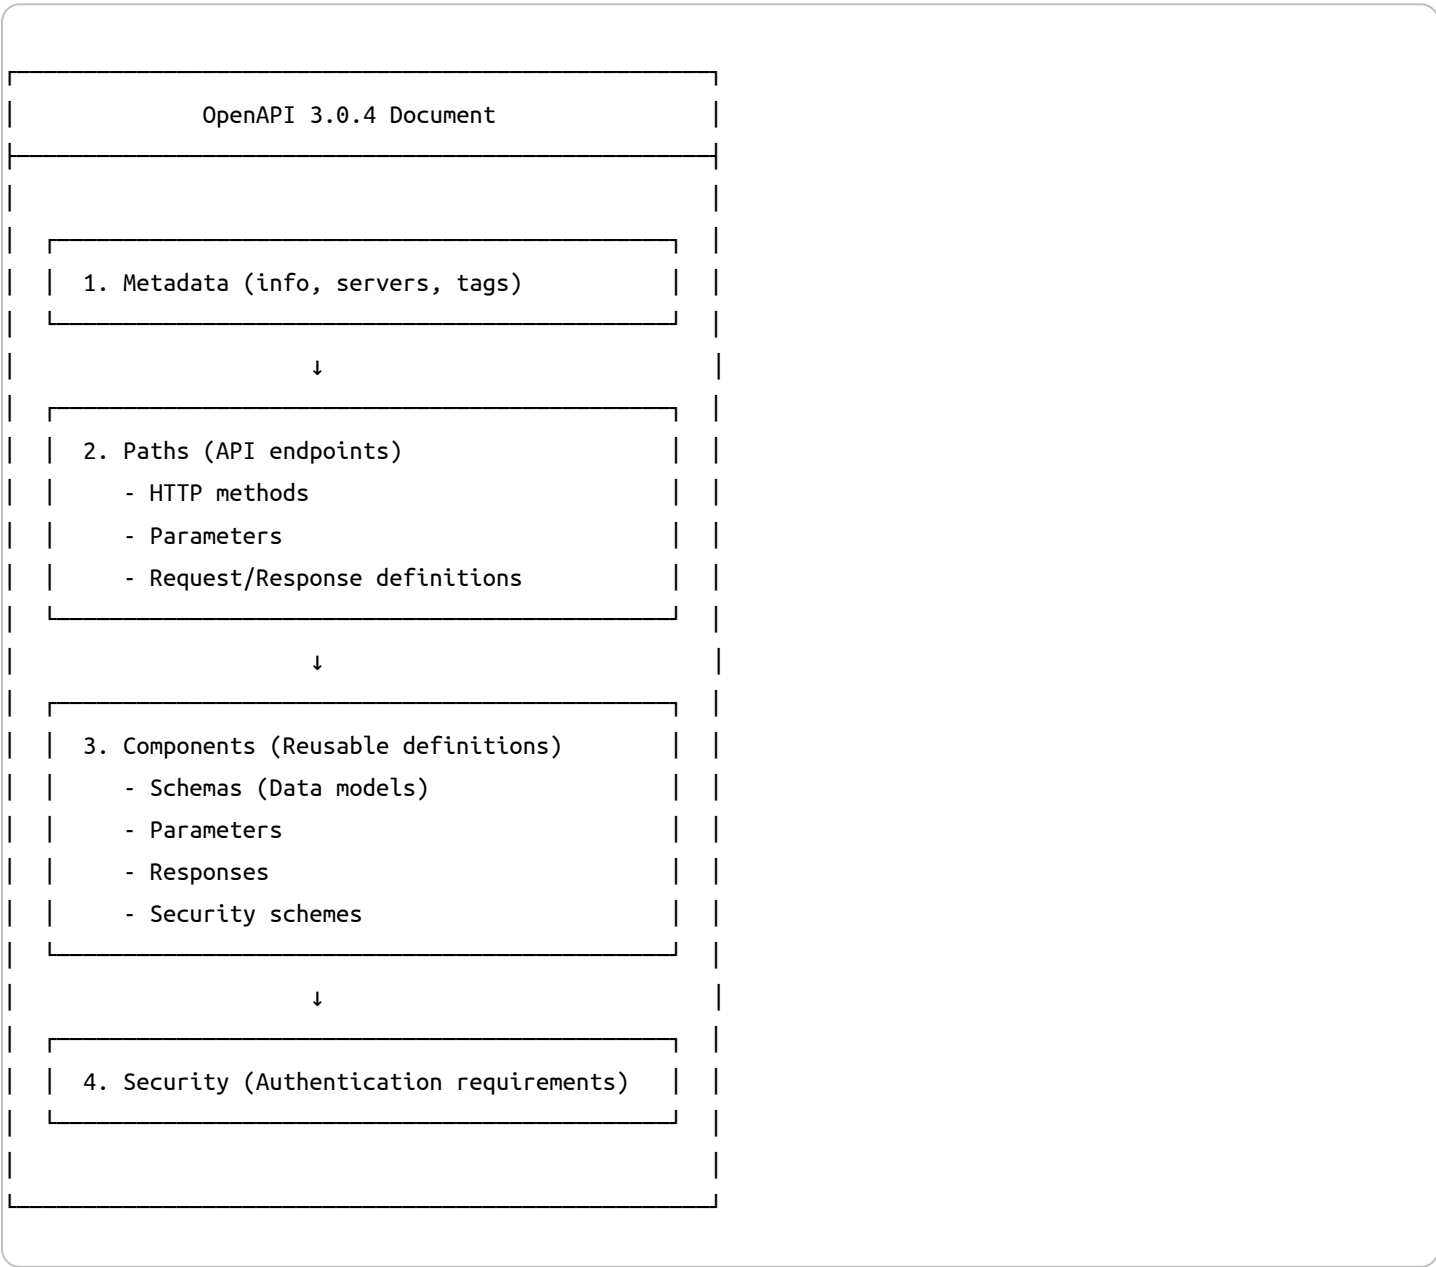 OpenAPI 3.0.4 Document
1. Metadata (info, servers, tags)
↓
2. Paths (API endpoints)
- HTTP methods
- Parameters
- Request/Response definitions
↓
3. Components (Reusable definitions)
- Schemas (Data models)
- Parameters
- Responses
- Security schemes
↓
4. Security (Authentication requirements)